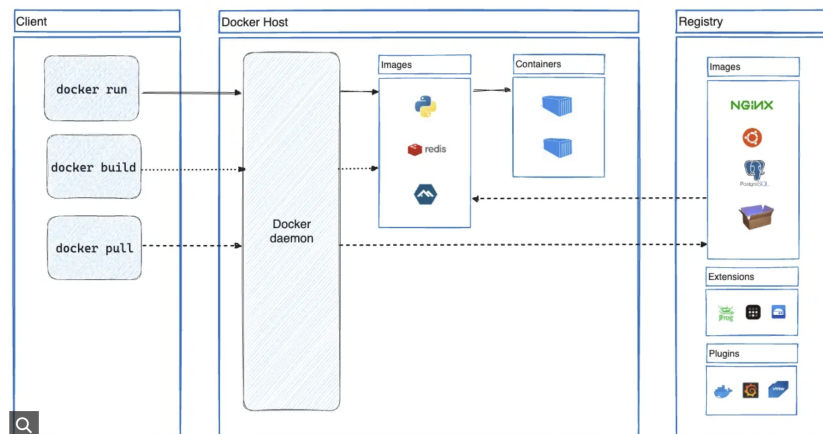 Client
Docker Host
Registry
docker run
docker build
docker pull
Docker
daemon
Images
redis
Containers
Images
NGINX
PostgreSQL
Extensions
JFrog
Plugins